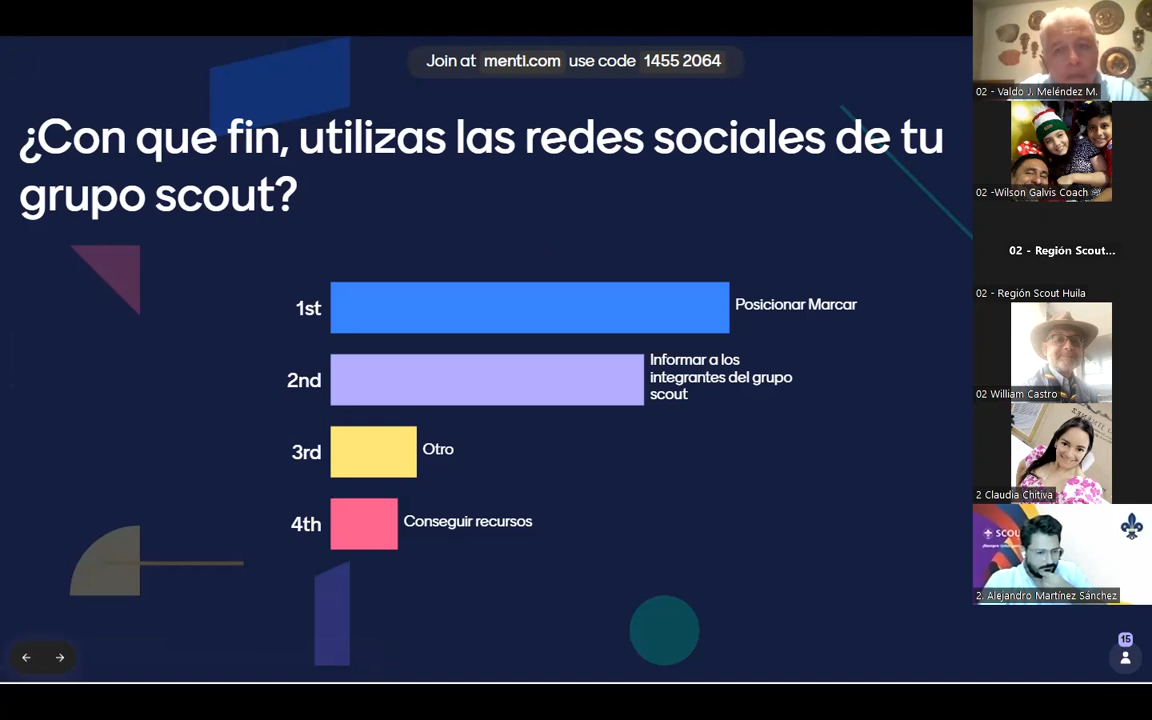 Join at menti.com use code 1455 2064
¿Con que fin, utilizas las redes sociales de tu
grupo scout?
1st
Posicionar Marcar
2nd
Informar a los
integrantes del grupo
scout
3rd
Otro
4th
Conseguir recursos
15
02 - Valdo J. Meléndez M.
02 -Wilson Galvis Coach
02 - Región Scout...
02 - Región Scout Huila
02 William Castro
2 Claudia Chitiva
SCOU
2. Alejandro Martínez Sánchez